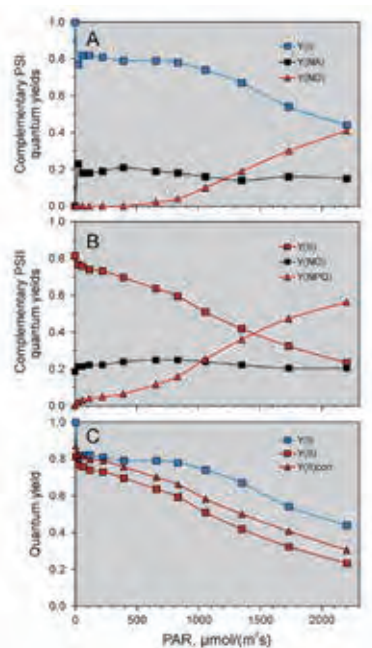 A
Y(I)
Y(NA)
Y(ND)
Complementary PSI
quantum yields
1.0
0.8
0.6
0.4
0.2
0.0
B
Y(II)
Y(NO)
Y(NPQ)
Complementary PSII
quantum yields
1.0
0.8
0.6
0.4
0.2
0.0
C
Y(I)
Y(II)
Y(II)corr
Quantum yield
1.0
0.8
0.6
0.4
0.2
0.0
0
500
1000
1500
2000
PAR, µmol/(m²s)